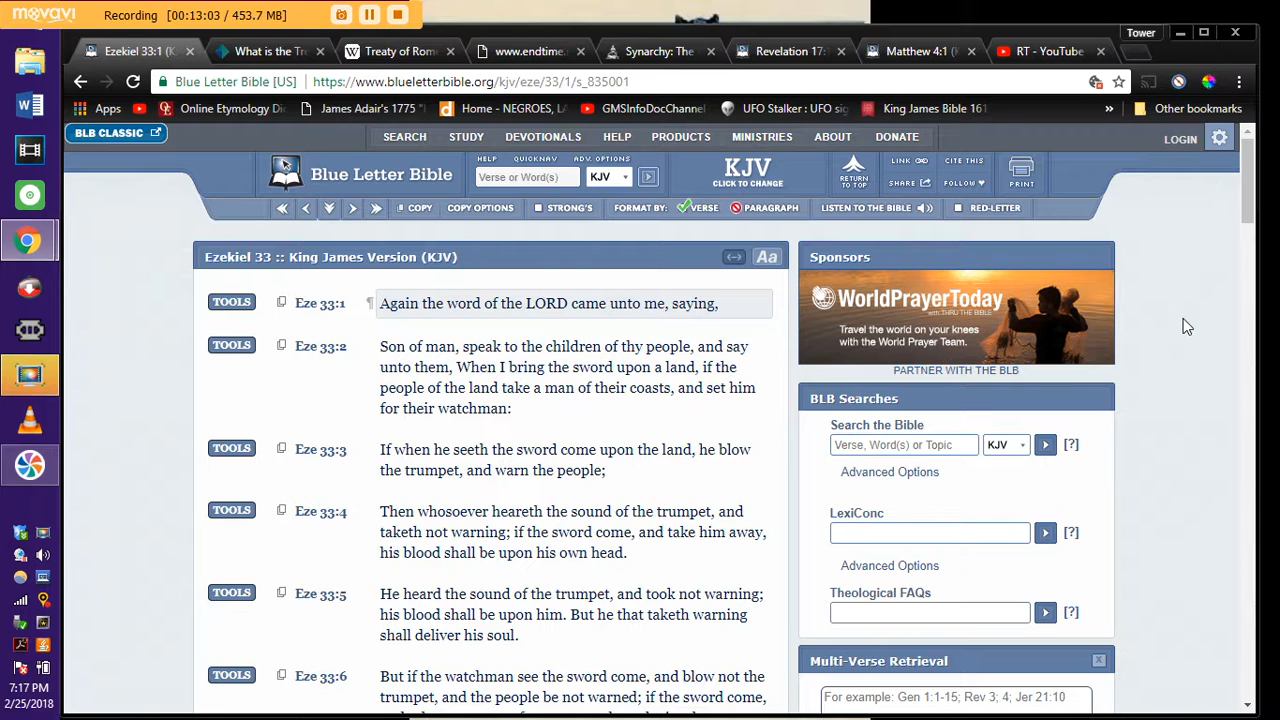 movavi Recording (00:13:03 / 453.7 MB)
Tower
Ezekiel 33:1 (K
What is the Tr
Treaty of Rom
www.endtime.
Synarchy: The
Revelation 17:
Matthew 4:1 (
RT - YouTube
Blue Letter Bible [US] https://www.blueletterbible.org/kjv/eze/33/1/s_835001
Apps Online Etymology Di James Adair's 1775 " Home - NEGROES, LA GMSInfoDocChannel UFO Stalker : UFO sig King James Bible 161 » Other bookmarks
BLB CLASSIC
SEARCH STUDY DEVOTIONALS HELP PRODUCTS MINISTRIES ABOUT DONATE
LOGIN
Blue Letter Bible
HELP QUICKNAV ADV. OPTIONS
Verse or Word(s) KJV
KJV
CLICK TO CHANGE
RETURN TO TOP
LINK CITE THIS
SHARE FOLLOW
PRINT
COPY COPY OPTIONS STRONG'S FORMAT BY: VERSE PARAGRAPH LISTEN TO THE BIBLE RED-LETTER
Ezekiel 33 :: King James Version (KJV) Aa
TOOLS Eze 33:1 ¶ Again the word of the LORD came unto me, saying,
TOOLS Eze 33:2 Son of man, speak to the children of thy people, and say
unto them, When I bring the sword upon a land, if the
people of the land take a man of their coasts, and set him
for their watchman:
TOOLS Eze 33:3 If when he seeth the sword come upon the land, he blow
the trumpet, and warn the people;
TOOLS Eze 33:4 Then whosoever heareth the sound of the trumpet, and
taketh not warning; if the sword come, and take him away,
his blood shall be upon his own head.
TOOLS Eze 33:5 He heard the sound of the trumpet, and took not warning;
his blood shall be upon him. But he that taketh warning
shall deliver his soul.
TOOLS Eze 33:6 But if the watchman see the sword come, and blow not the
trumpet, and the people be not warned; if the sword come,
Sponsors
WorldPrayerToday
with THRU THE BIBLE
Travel the world on your knees
with the World Prayer Team.
PARTNER WITH THE BLB
BLB Searches
Search the Bible
Verse, Word(s) or Topic KJV [?]
Advanced Options
LexiConc
[?]
Advanced Options
Theological FAQs
[?]
Multi-Verse Retrieval x
For example: Gen 1:1-15; Rev 3; 4; Jer 21:10
7:17 PM
2/25/2018